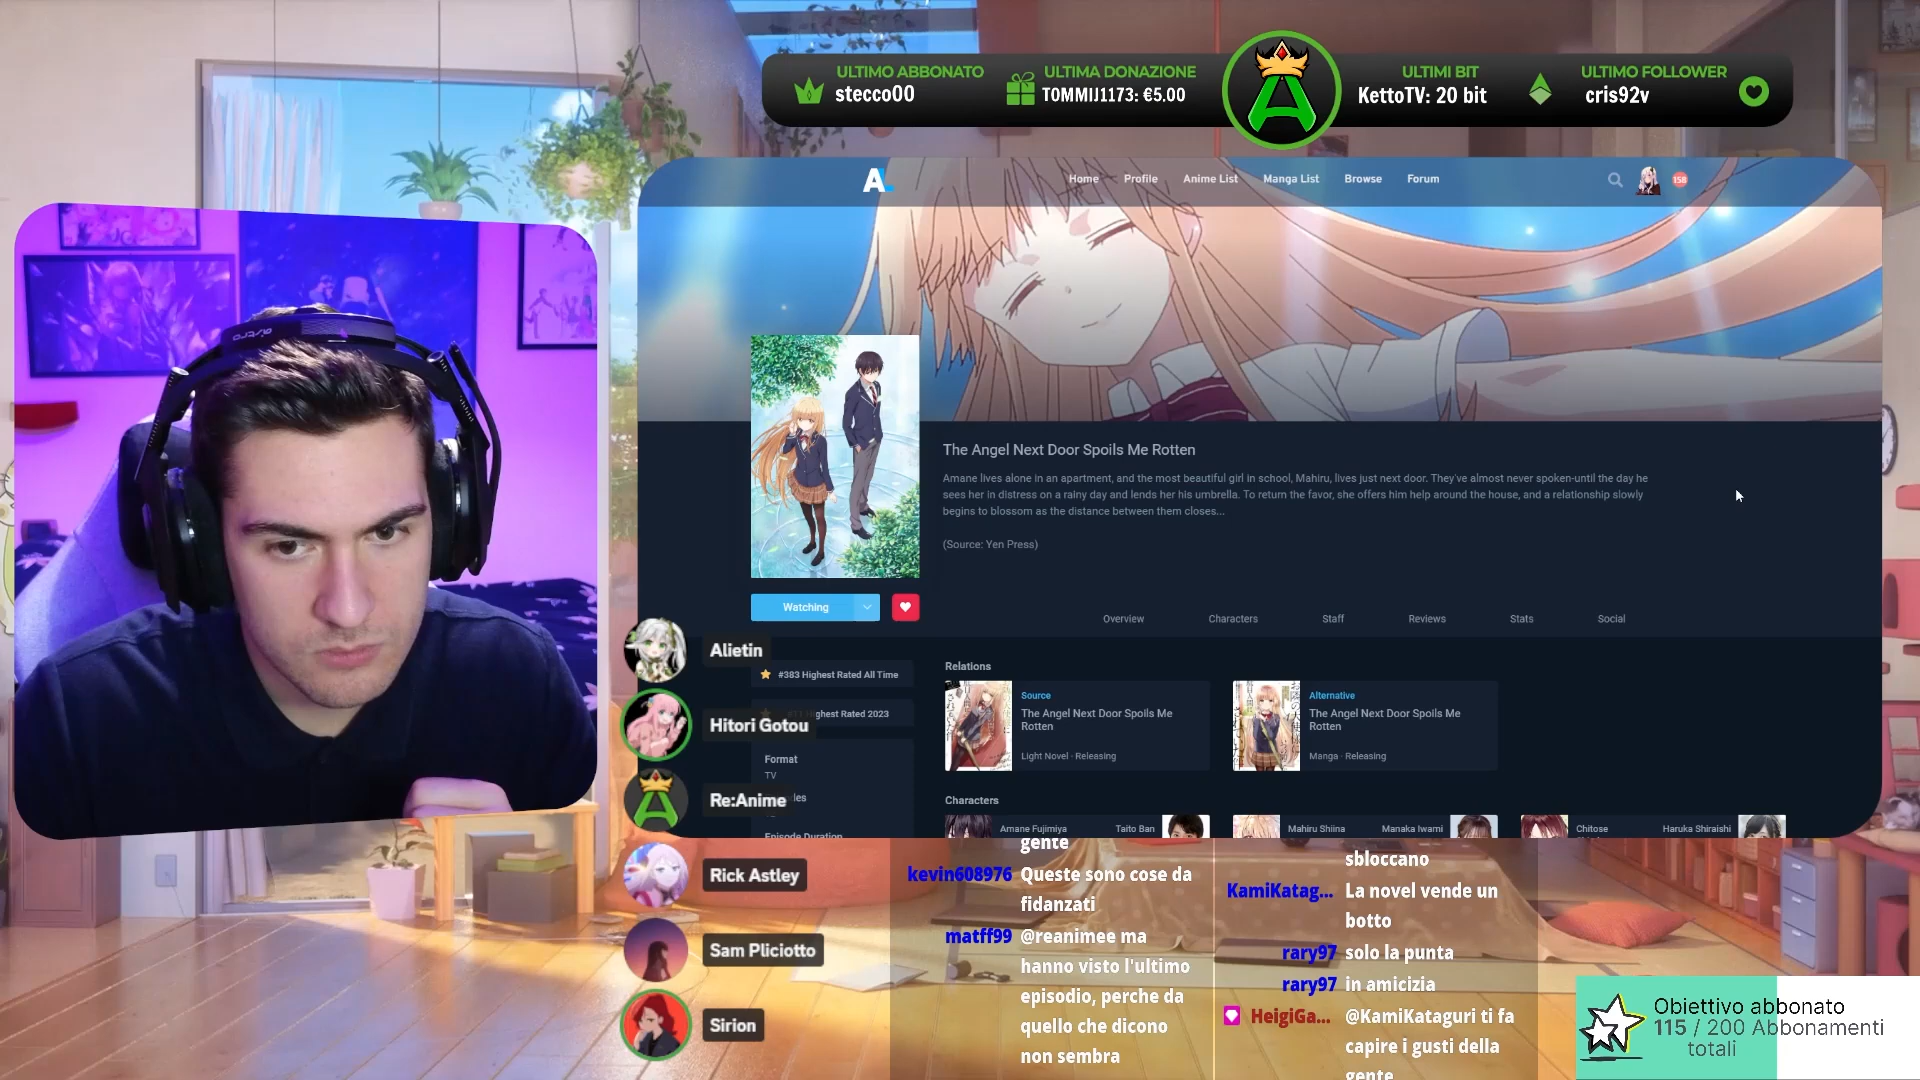 ULTIMO ABBONATO
stecco00
ULTIMA DONAZIONE
TOMMIJ1173: €5.00
ULTIMI BIT
KettoTV: 20 bit
ULTIMO FOLLOWER
cris92v
Home
Profile
Anime List
Manga List
Browse
Forum
158
The Angel Next Door Spoils Me Rotten
Amane lives alone in an apartment, and the most beautiful girl in school, Mahiru, lives just next door. They've almost never spoken-until the day he
sees her in distress on a rainy day and lends her his umbrella. To return the favor, she offers him help around the house, and a relationship slowly
begins to blossom as the distance between them closes...
(Source: Yen Press)
Watching
Overview
Characters
Staff
Reviews
Stats
Social
#383 Highest Rated All Time
Highest Rated 2023
Format
TV
Episode Duration
Relations
Source
The Angel Next Door Spoils Me
Rotten
Light Novel · Releasing
Alternative
The Angel Next Door Spoils Me
Rotten
Manga · Releasing
Characters
Amane Fujimiya
Taito Ban
Mahiru Shiina
Manaka Iwami
Chitose
Haruka Shiraishi
Alietin
Hitori Gotou
Re:Anime
Rick Astley
Sam Pliciotto
Sirion
gente
kevin608976 Queste sono cose da
fidanzati
matff99 @reanimee ma
hanno visto l'ultimo
episodio, perche da
quello che dicono
non sembra
sbloccano
KamiKatag... La novel vende un
botto
rary97 solo la punta
rary97 in amicizia
HeigiGa... @KamiKataguri ti fa
capire i gusti della
gente
Obiettivo abbonato
115 / 200 Abbonamenti
totali